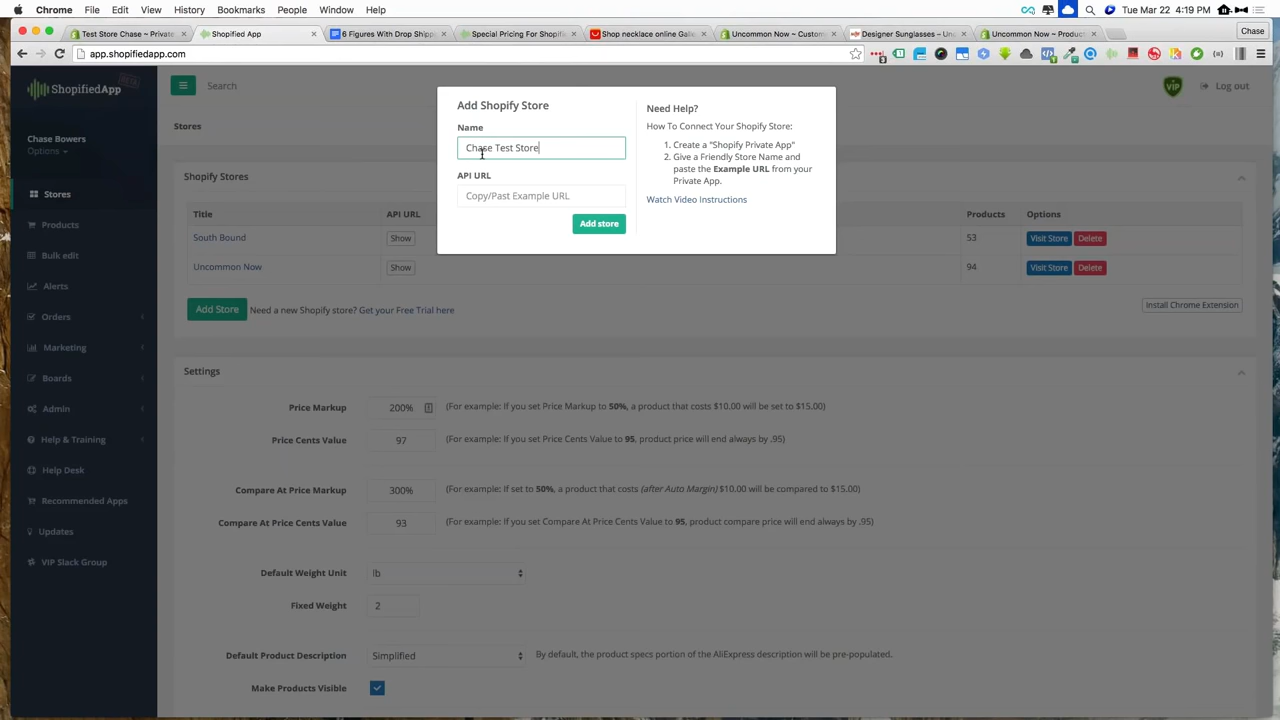 Chrome File Edit View History Bookmarks People Window Help Tue Mar 22 4:19 PM
Test Store Chase ~ Private Shopified App 6 Figures With Drop Shippi Special Pricing For Shopifi Shop necklace online Galle Uncommon Now ~ Custom Designer Sunglasses – Un Uncommon Now ~ Product Chase
app.shopifiedapp.com
ShopifiedApp BETA
Search
VIP
Log out
Chase Bowers
Options
Stores
Products
Bulk edit
Alerts
Orders
Marketing
Boards
Admin
Help & Training
Help Desk
Recommended Apps
Updates
VIP Slack Group
Stores
Shopify Stores
Title API URL Products Options
South Bound Show 53 Visit Store Delete
Uncommon Now Show 94 Visit Store Delete
Add Store Need a new Shopify store? Get your Free Trial here Install Chrome Extension
Add Shopify Store
Name
Chase Test Store
API URL
Copy/Past Example URL
Add store
Need Help?
How To Connect Your Shopify Store:
1. Create a "Shopify Private App"
2. Give a Friendly Store Name and
paste the Example URL from your
Private App.
Watch Video Instructions
Settings
Price Markup 200% (For example: If you set Price Markup to 50%, a product that costs $10.00 will be set to $15.00)
Price Cents Value 97 (For example: If you set Price Cents Value to 95, product price will end always by .95)
Compare At Price Markup 300% (For example: If set to 50%, a product that costs (after Auto Margin) $10.00 will be compared to $15.00)
Compare At Price Cents Value 93 (For example: If you set Compare At Price Cents Value to 95, product compare price will end always by .95)
Default Weight Unit lb
Fixed Weight 2
Default Product Description Simplified By default, the product specs portion of the AliExpress description will be pre-populated.
Make Products Visible